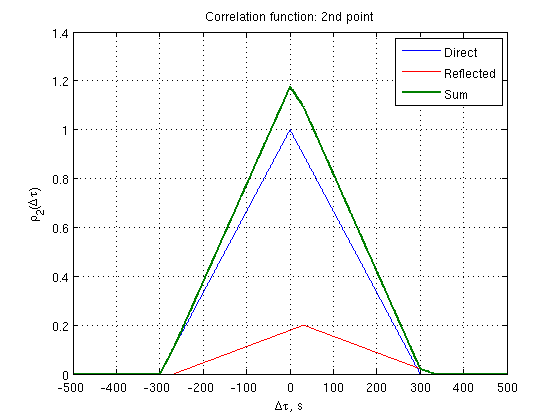 Correlation function: 2nd point
Direct
Reflected
Sum
ρ2(Δτ)
1.4
1.2
1
0.8
0.6
0.4
0.2
0
-500 -400 -300 -200 -100 0 100 200 300 400 500
Δτ, s